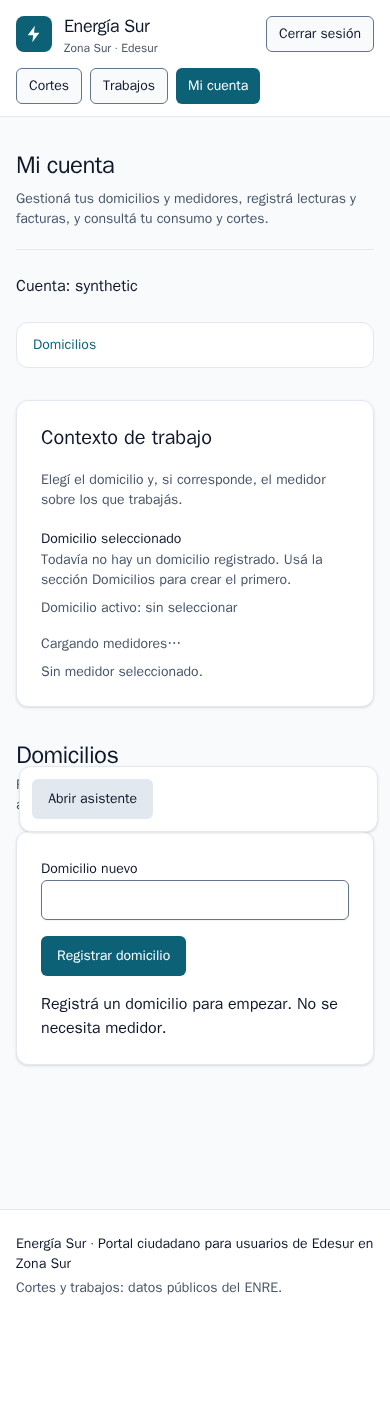 Energía Sur
Zona Sur · Edesur
Cerrar sesión
Cortes
Trabajos
Mi cuenta
Mi cuenta
Gestioná tus domicilios y medidores, registrá lecturas y
facturas, y consultá tu consumo y cortes.
Cuenta: synthetic
Domicilios
Contexto de trabajo
Elegí el domicilio y, si corresponde, el medidor
sobre los que trabajás.
Domicilio seleccionado
Todavía no hay un domicilio registrado. Usá la
sección Domicilios para crear el primero.
Domicilio activo: sin seleccionar
Cargando medidores…
Sin medidor seleccionado.
Domicilios
Abrir asistente
Domicilio nuevo
Registrar domicilio
Registrá un domicilio para empezar. No se
necesita medidor.
Energía Sur · Portal ciudadano para usuarios de Edesur en
Zona Sur
Cortes y trabajos: datos públicos del ENRE.